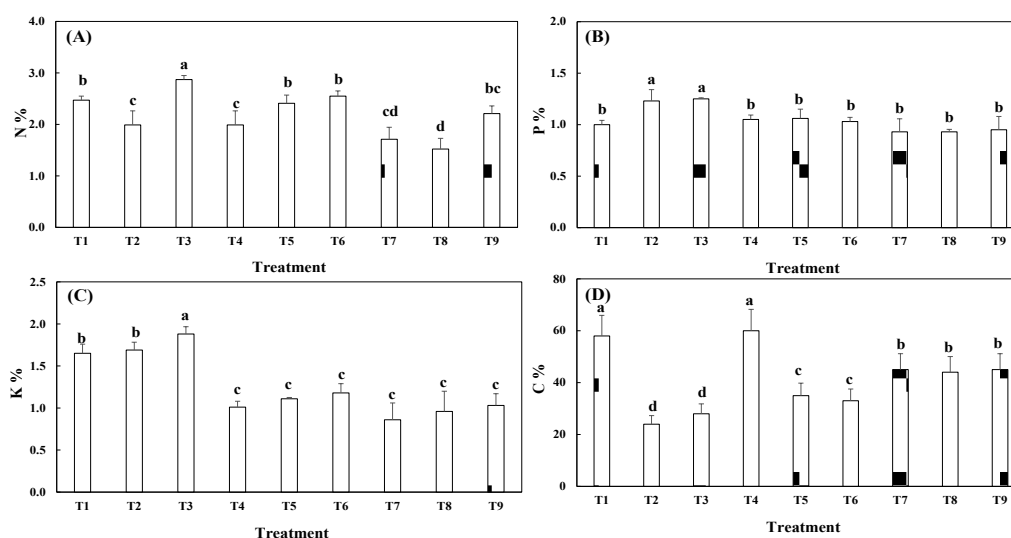 (A)
N %
4.0
3.0
2.0
1.0
0.0
b c a c b b cd d bc
T1 T2 T3 T4 T5 T6 T7 T8 T9
Treatment
(B)
P %
2.0
1.5
1.0
0.5
0.0
b a a b b b b b b
T1 T2 T3 T4 T5 T6 T7 T8 T9
Treatment
(C)
K %
2.5
2.0
1.5
1.0
0.5
0.0
b b a c c c c c c
T1 T2 T3 T4 T5 T6 T7 T8 T9
Treatment
(D)
C %
80
60
40
20
0
a d d a c c b b b
T1 T2 T3 T4 T5 T6 T7 T8 T9
Treatment